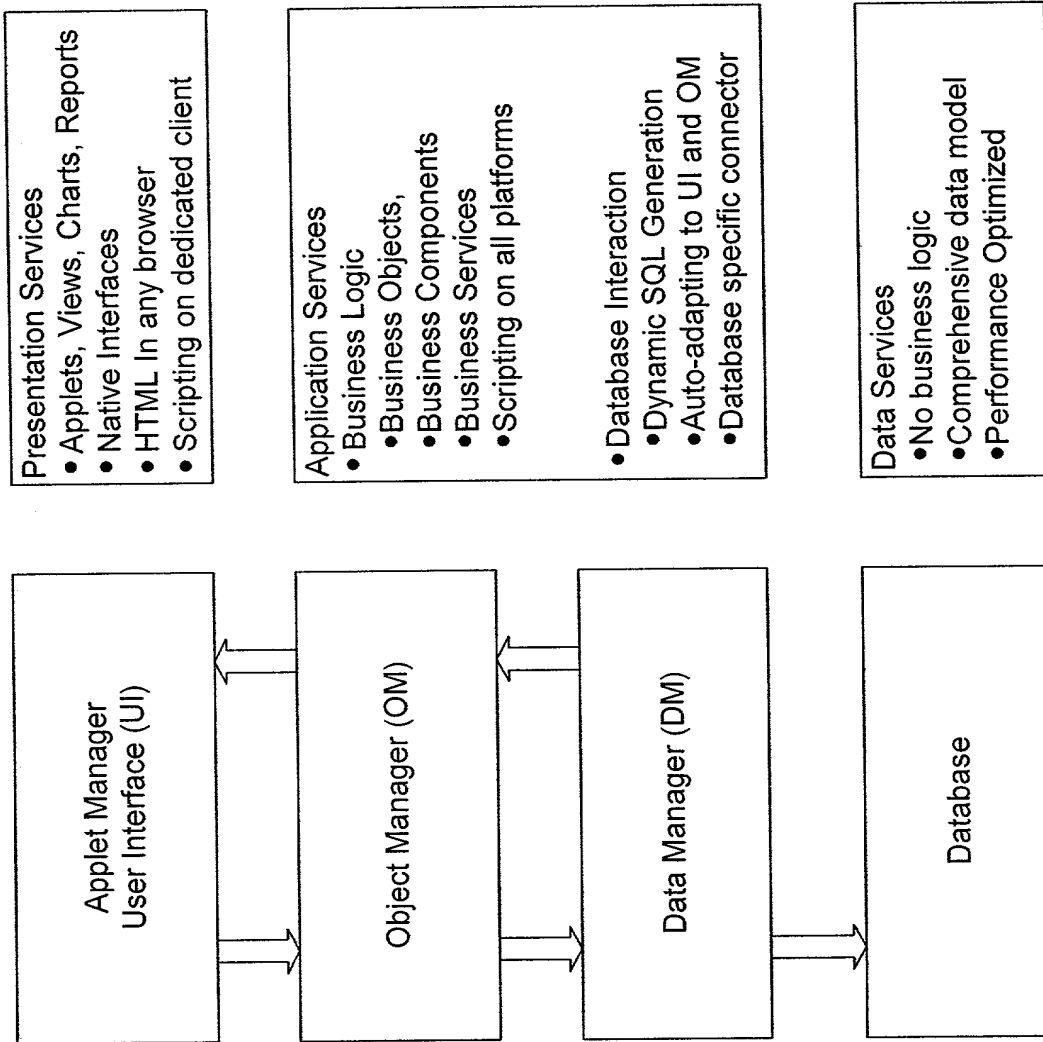 Applet Manager
User Interface (UI)
Object Manager (OM)
Data Manager (DM)
Database
Presentation Services
• Applets, Views, Charts, Reports
• Native Interfaces
• HTML In any browser
• Scripting on dedicated client
Application Services
• Business Logic
•Business Objects,
•Business Components
•Business Services
•Scripting on all platforms
•Database Interaction
•Dynamic SQL Generation
•Auto-adapting to UI and OM
•Database specific connector
Data Services
•No business logic
•Comprehensive data model
•Performance Optimized